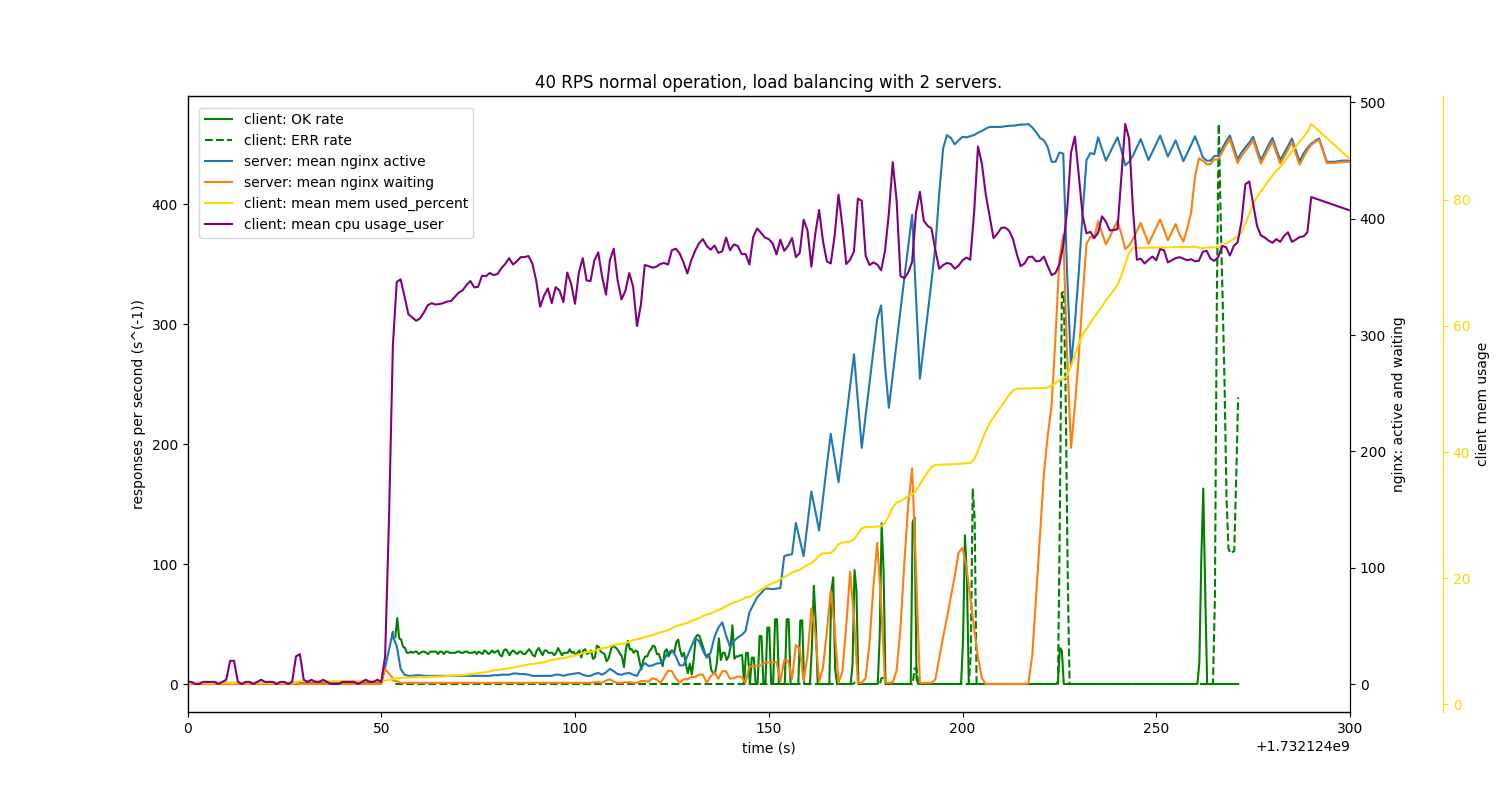 40 RPS normal operation, load balancing with 2 servers.
client: OK rate
client: ERR rate
server: mean nginx active
server: mean nginx waiting
client: mean mem used_percent
client: mean cpu usage_user
responses per second (s^(-1))
400
300
200
100
0
0
50
100
150
200
250
300
time (s)
+1.732124e9
500
400
300
200
100
0
nginx: active and waiting
80
60
40
20
0
client mem usage